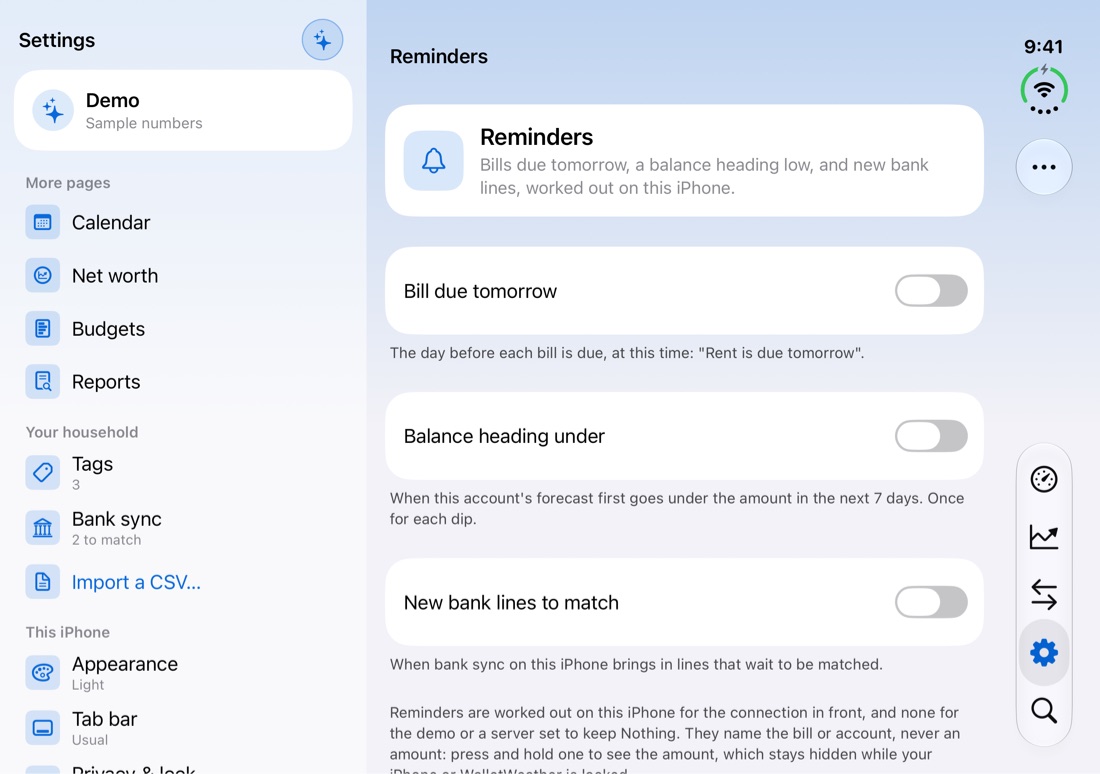 Settings
Demo
Sample numbers
More pages
Calendar
Net worth
Budgets
Reports
Your household
Tags
3
Bank sync
2 to match
Import a CSV...
This iPhone
Appearance
Light
Tab bar
Usual
Privacy & lock
Reminders
Reminders
Bills due tomorrow, a balance heading low, and new bank
lines, worked out on this iPhone.
Bill due tomorrow
The day before each bill is due, at this time: "Rent is due tomorrow".
Balance heading under
When this account's forecast first goes under the amount in the next 7 days. Once
for each dip.
New bank lines to match
When bank sync on this iPhone brings in lines that wait to be matched.
Reminders are worked out on this iPhone for the connection in front, and none for
the demo or a server set to keep Nothing. They name the bill or account, never an
amount: press and hold one to see the amount, which stays hidden while your
iPhone or WalletWeather is locked.
9:41